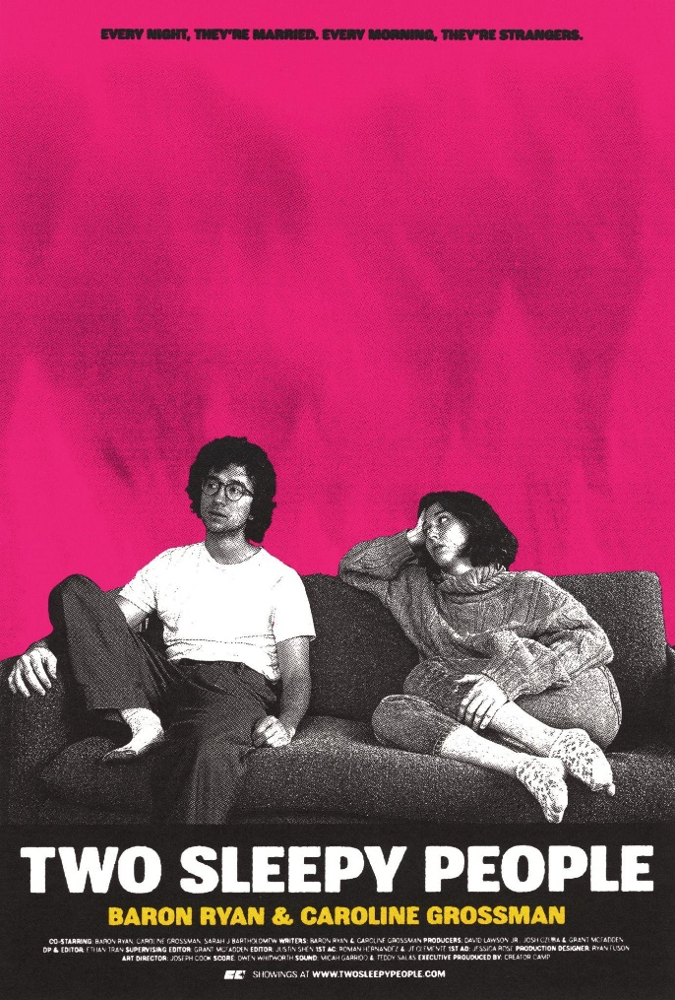 EVERY NIGHT, THEY'RE MARRIED. EVERY MORNING, THEY'RE STRANGERS.
TWO SLEEPY PEOPLE
BARON RYAN & CAROLINE GROSSMAN
CO-STARRING: BARON RYAN, CAROLINE GROSSMAN, SARAH J BARTHOLOMEW WRITERS: BARON RYAN & CAROLINE GROSSMAN PRODUCERS: DAVID LAWSON JR., JOSH CZUBA & GRANT MCFADDEN
DP & EDITOR: ETHAN TRAN SUPERVISING EDITOR: GRANT MCFADDEN EDITOR: JUSTIN SHEN 1ST AC: ROMAN HERNANDEZ & JT CLEMENTE 1ST AD: JESSICA ROSE PRODUCTION DESIGNER: RYAN FUSON
ART DIRECTOR: JOSEPH COOK SCORE: OWEN WHITWORTH SOUND: MICAH GARRIDO & TEDDY SALAS EXECUTIVE PROUDUCED BY: CREATOR CAMP
SHOWINGS AT WWW.TWOSLEEPYPEOPLE.COM